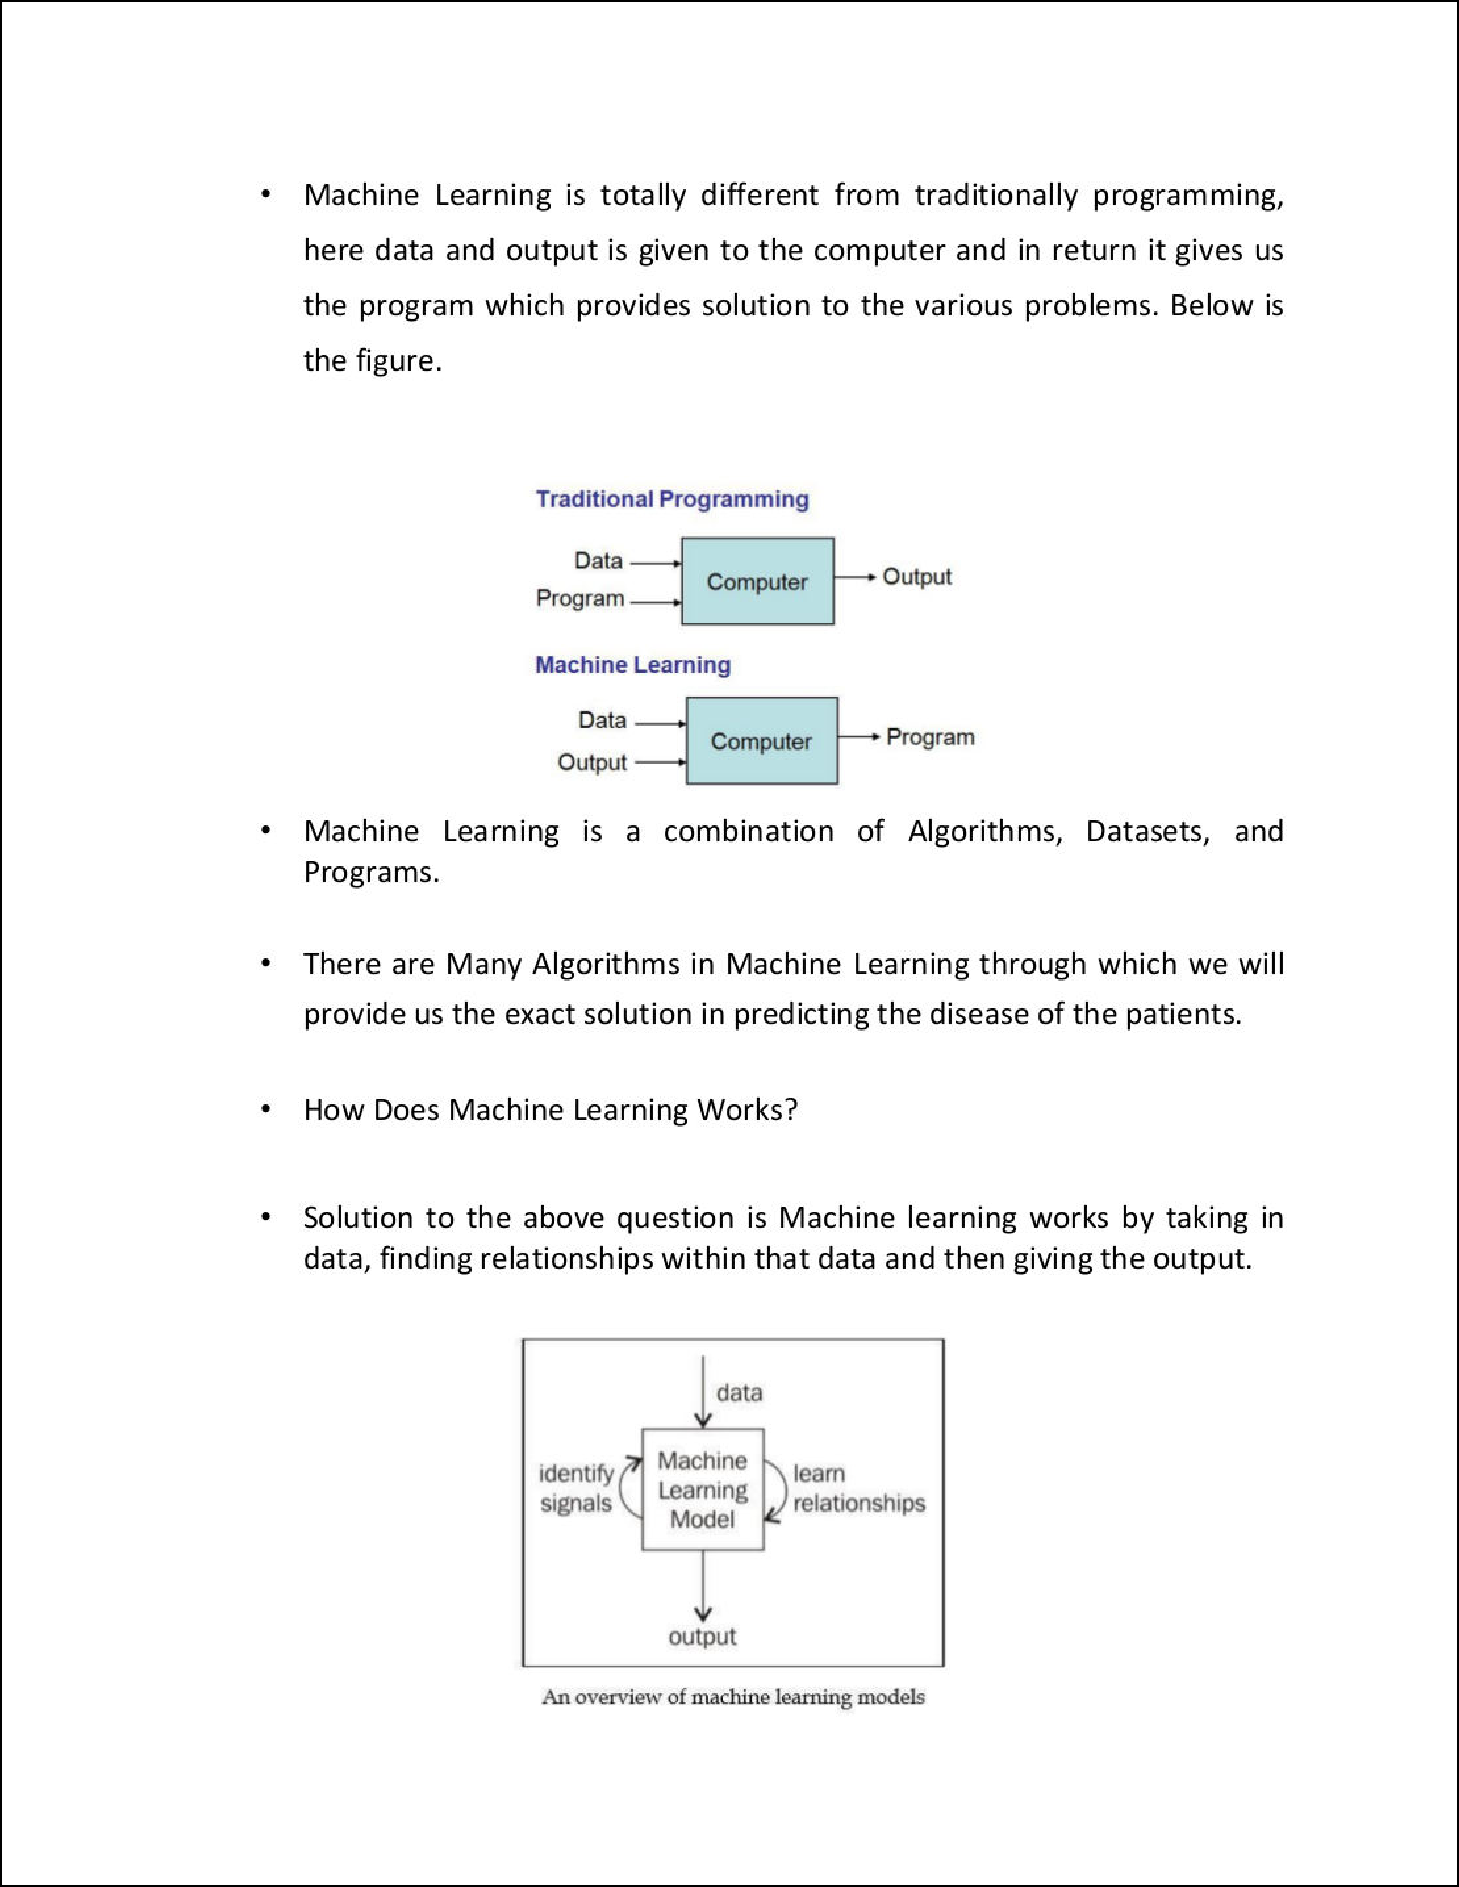 • Machine Learning is totally different from traditionally programming,
here data and output is given to the computer and in return it gives us
the program which provides solution to the various problems. Below is
the figure.
Traditional Programming
Data
Program
Computer
Output
Machine Learning
Data
Output
Computer
Program
• Machine Learning is a combination of Algorithms, Datasets, and
Programs.
• There are Many Algorithms in Machine Learning through which we will
provide us the exact solution in predicting the disease of the patients.
• How Does Machine Learning Works?
• Solution to the above question is Machine learning works by taking in
data, finding relationships within that data and then giving the output.
data
identify
signals
Machine
Learning
Model
learn
relationships
output
An overview of machine learning models